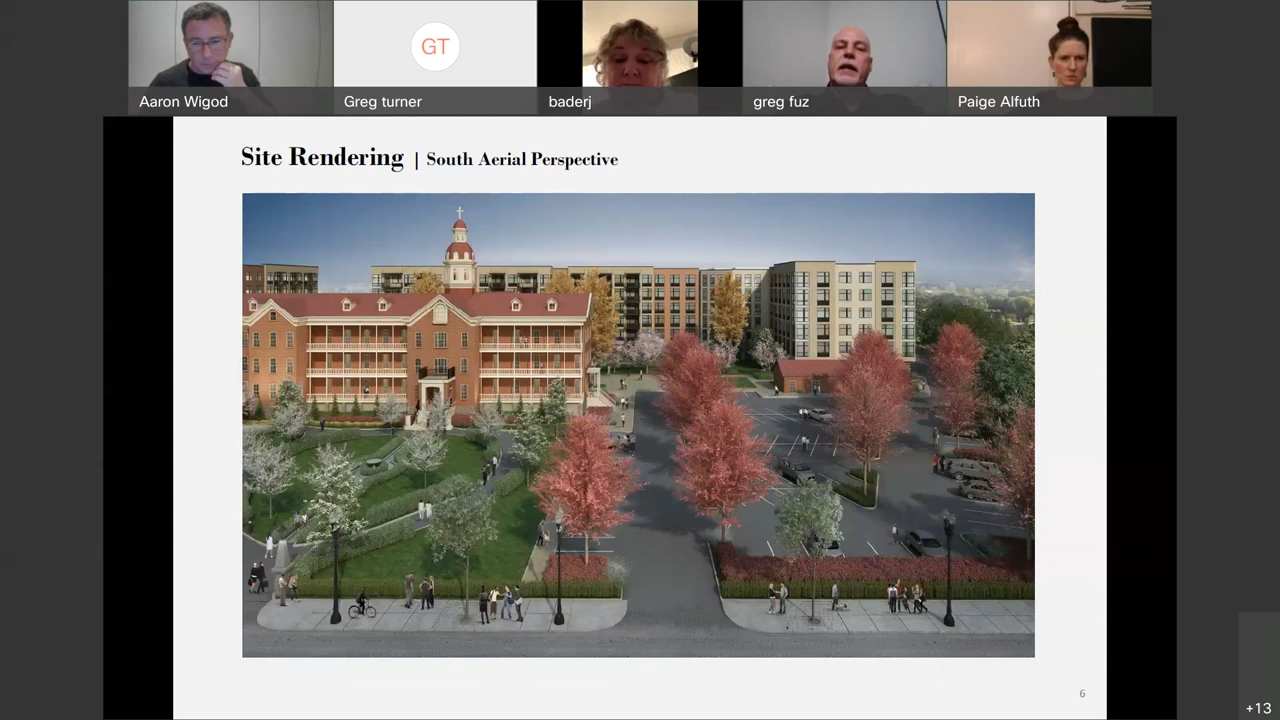 GT
Aaron Wigod
Greg turner
baderj
greg fuz
Paige Alfuth
Site Rendering | South Aerial Perspective
6
+13